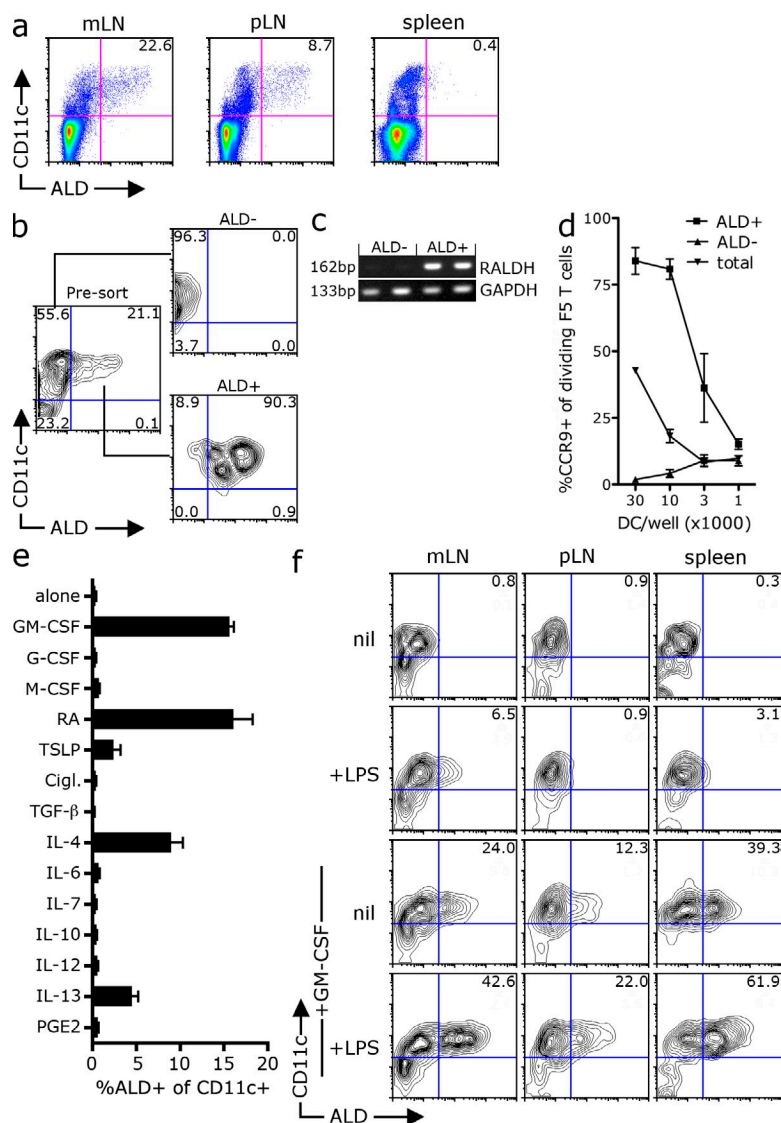 a
mLN
pLN
spleen
22.6
8.7
0.4
CD11c
ALD
b
ALD-
96.3
0.0
3.7
0.0
Pre-sort
55.6
21.1
23.2
0.1
ALD+
8.9
90.3
0.0
0.9
CD11c
ALD
c
ALD-
ALD+
162bp
RALDH
133bp
GAPDH
d
ALD+
ALD-
total
%CCR9+ of dividing F5 T cells
100
75
50
25
0
30
10
3
1
DC/well (x1000)
e
alone
GM-CSF
G-CSF
M-CSF
RA
TSLP
Cigl.
TGF-β
IL-4
IL-6
IL-7
IL-10
IL-12
IL-13
PGE2
0
5
10
15
20
%ALD+ of CD11c+
f
mLN
pLN
spleen
nil
0.8
0.9
0.3
+LPS
6.5
0.9
3.1
nil
24.0
12.3
39.3
+GM-CSF
+LPS
42.6
22.0
61.9
CD11c
ALD